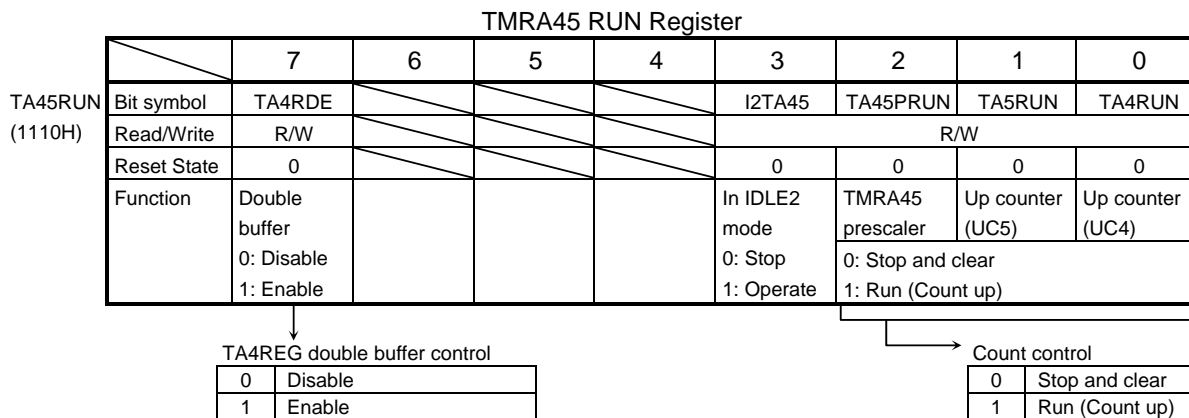 TMRA45 RUN Register
7 6 5 4 3 2 1 0
TA45RUN Bit symbol TA4RDE I2TA45 TA45PRUN TA5RUN TA4RUN
(1110H) Read/Write R/W R/W
Reset State 0 0 0 0 0
Function Double In IDLE2 TMRA45 Up counter Up counter
buffer mode prescaler (UC5) (UC4)
0: Disable 0: Stop 0: Stop and clear
1: Enable 1: Operate 1: Run (Count up)
TA4REG double buffer control Count control
0 Disable 0 Stop and clear
1 Enable 1 Run (Count up)